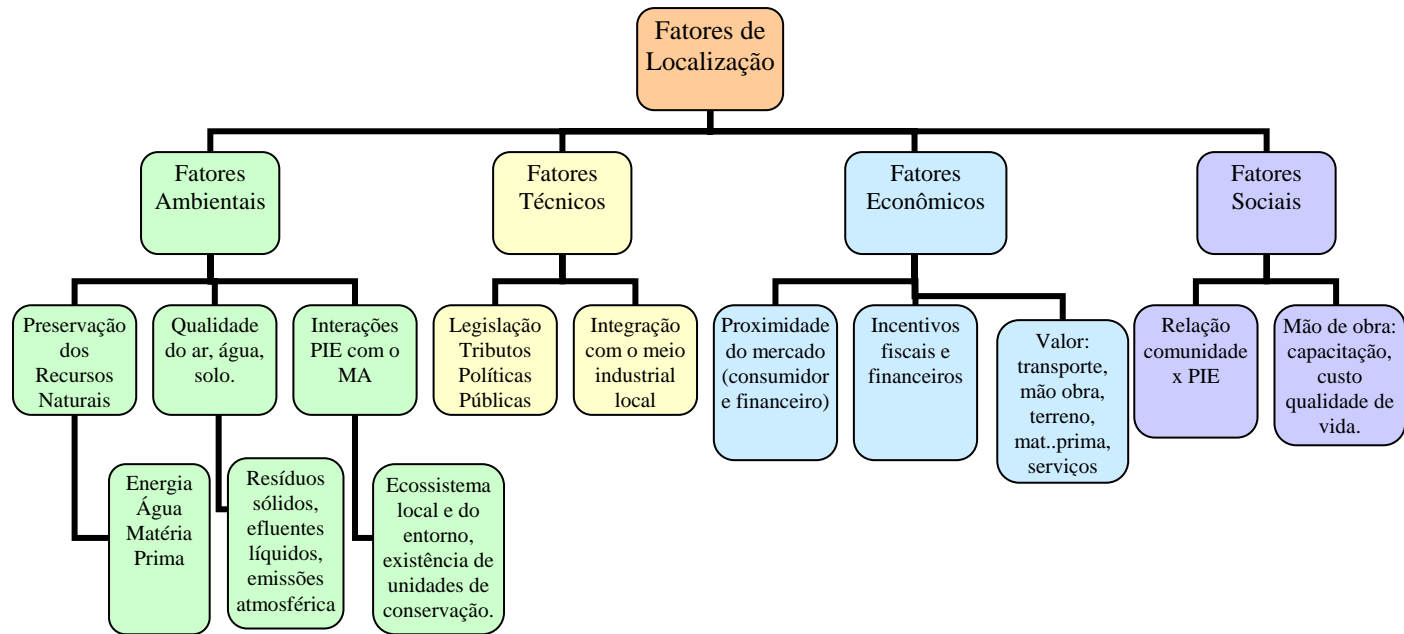 Fatores de
Localização
Fatores
Ambientais
Fatores
Técnicos
Fatores
Econômicos
Fatores
Sociais
Preservação
dos
Recursos
Naturais
Qualidade
do ar, água,
solo.
Interações
PIE com o
MA
Legislação
Tributos
Políticas
Públicas
Integração
com o meio
industrial
local
Proximidade
do mercado
(consumidor
e financeiro)
Incentivos
fiscais e
financeiros
Valor:
transporte,
mão obra,
terreno,
mat..prima,
serviços
Relação
comunidade
x PIE
Mão de obra:
capacitação,
custo
qualidade de
vida.
Energia
Água
Matéria
Prima
Resíduos
sólidos,
efluentes
líquidos,
emissões
atmosférica
Ecossistema
local e do
entorno,
existência de
unidades de
conservação.